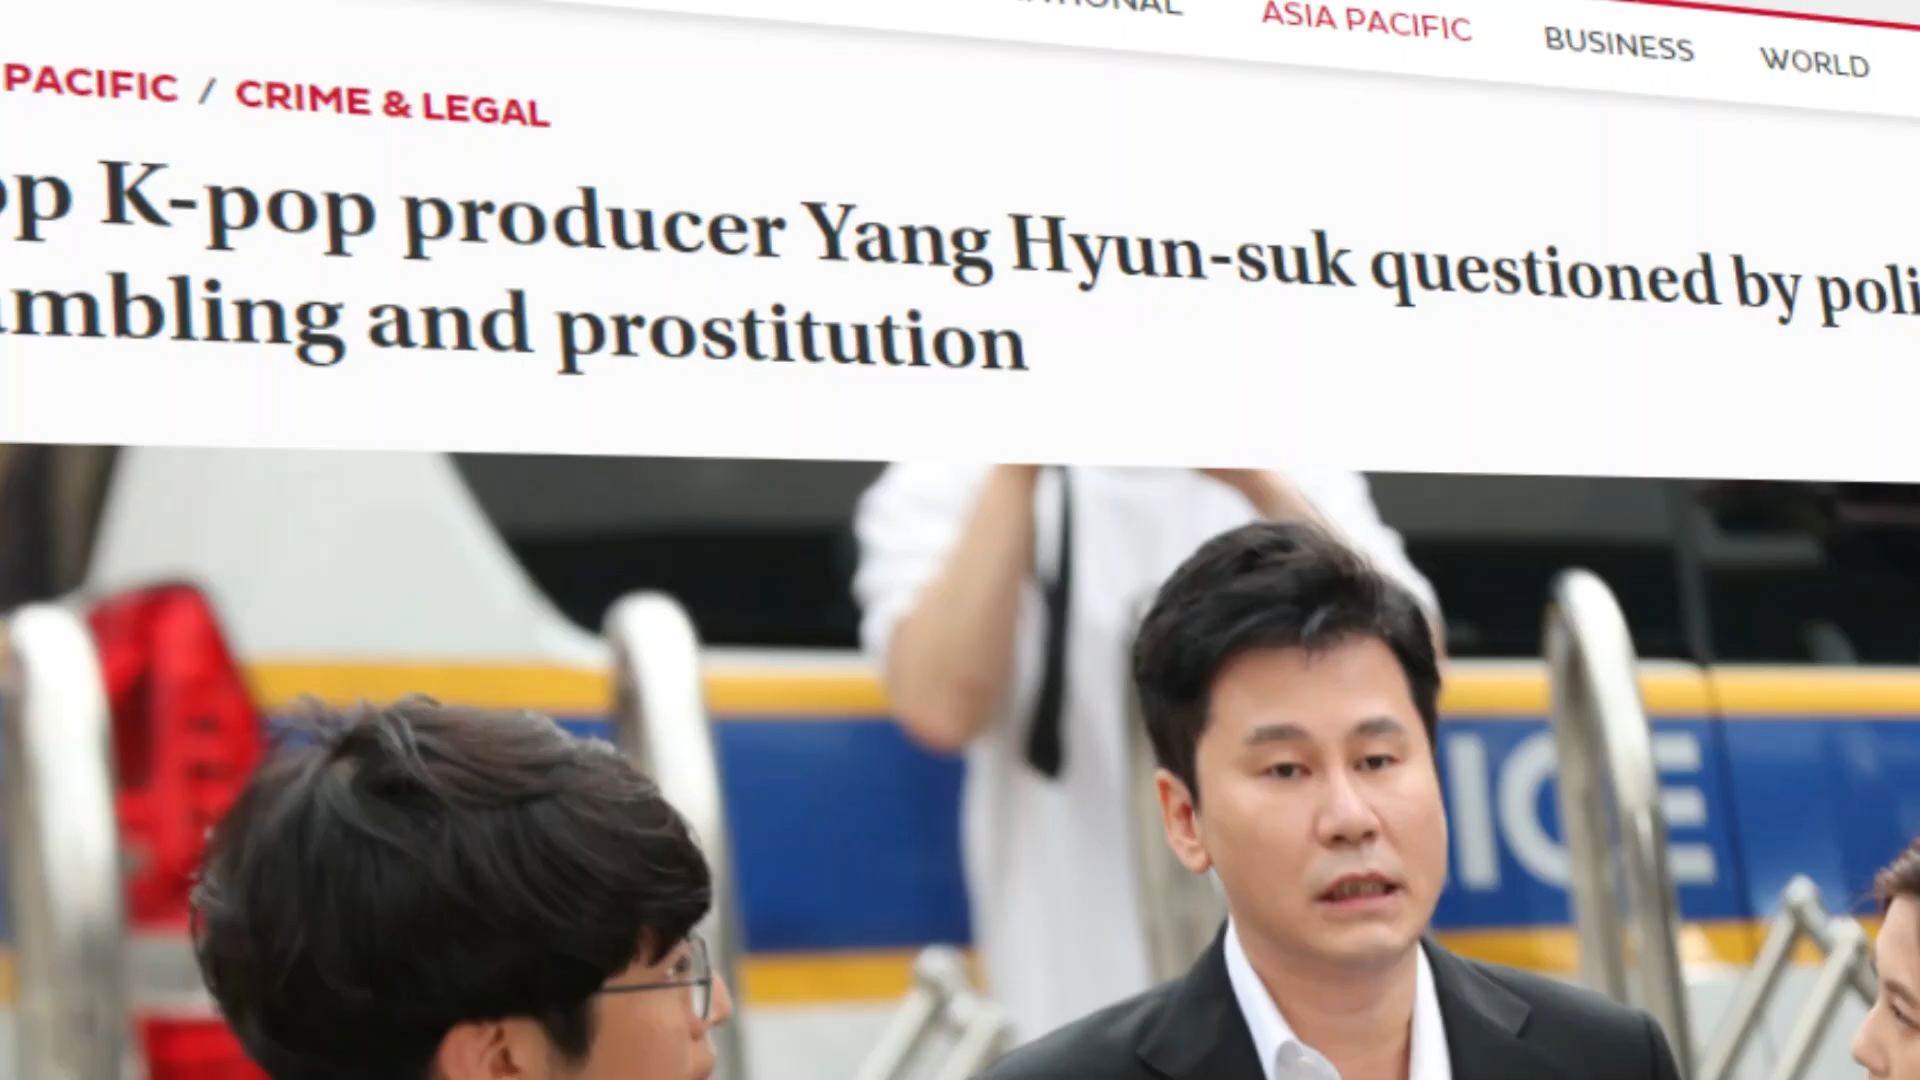 ASIA PACIFIC BUSINESS WORLD
PACIFIC / CRIME & LEGAL
K-pop producer Yang Hyun-suk questioned by
and prostitution